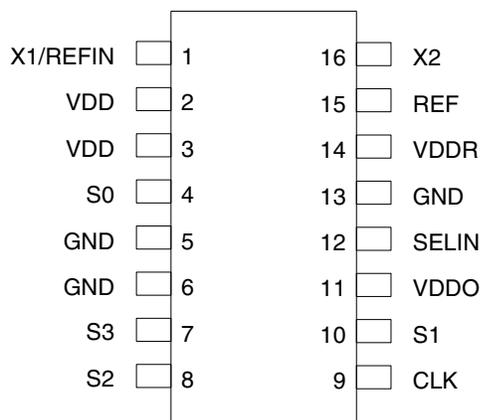 X1/REFIN 1 16 X2
VDD 2 15 REF
VDD 3 14 VDDR
S0 4 13 GND
GND 5 12 SELIN
GND 6 11 VDDO
S3 7 10 S1
S2 8 9 CLK